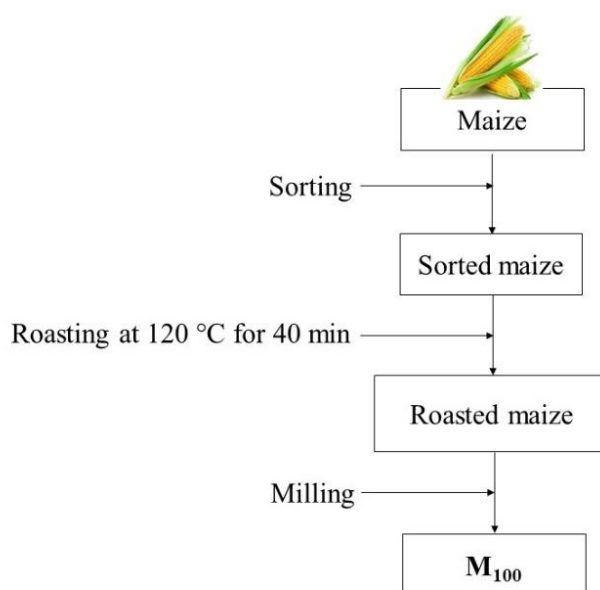 Maize
Sorting
Sorted maize
Roasting at 120 °C for 40 min
Roasted maize
Milling
M₁₀₀